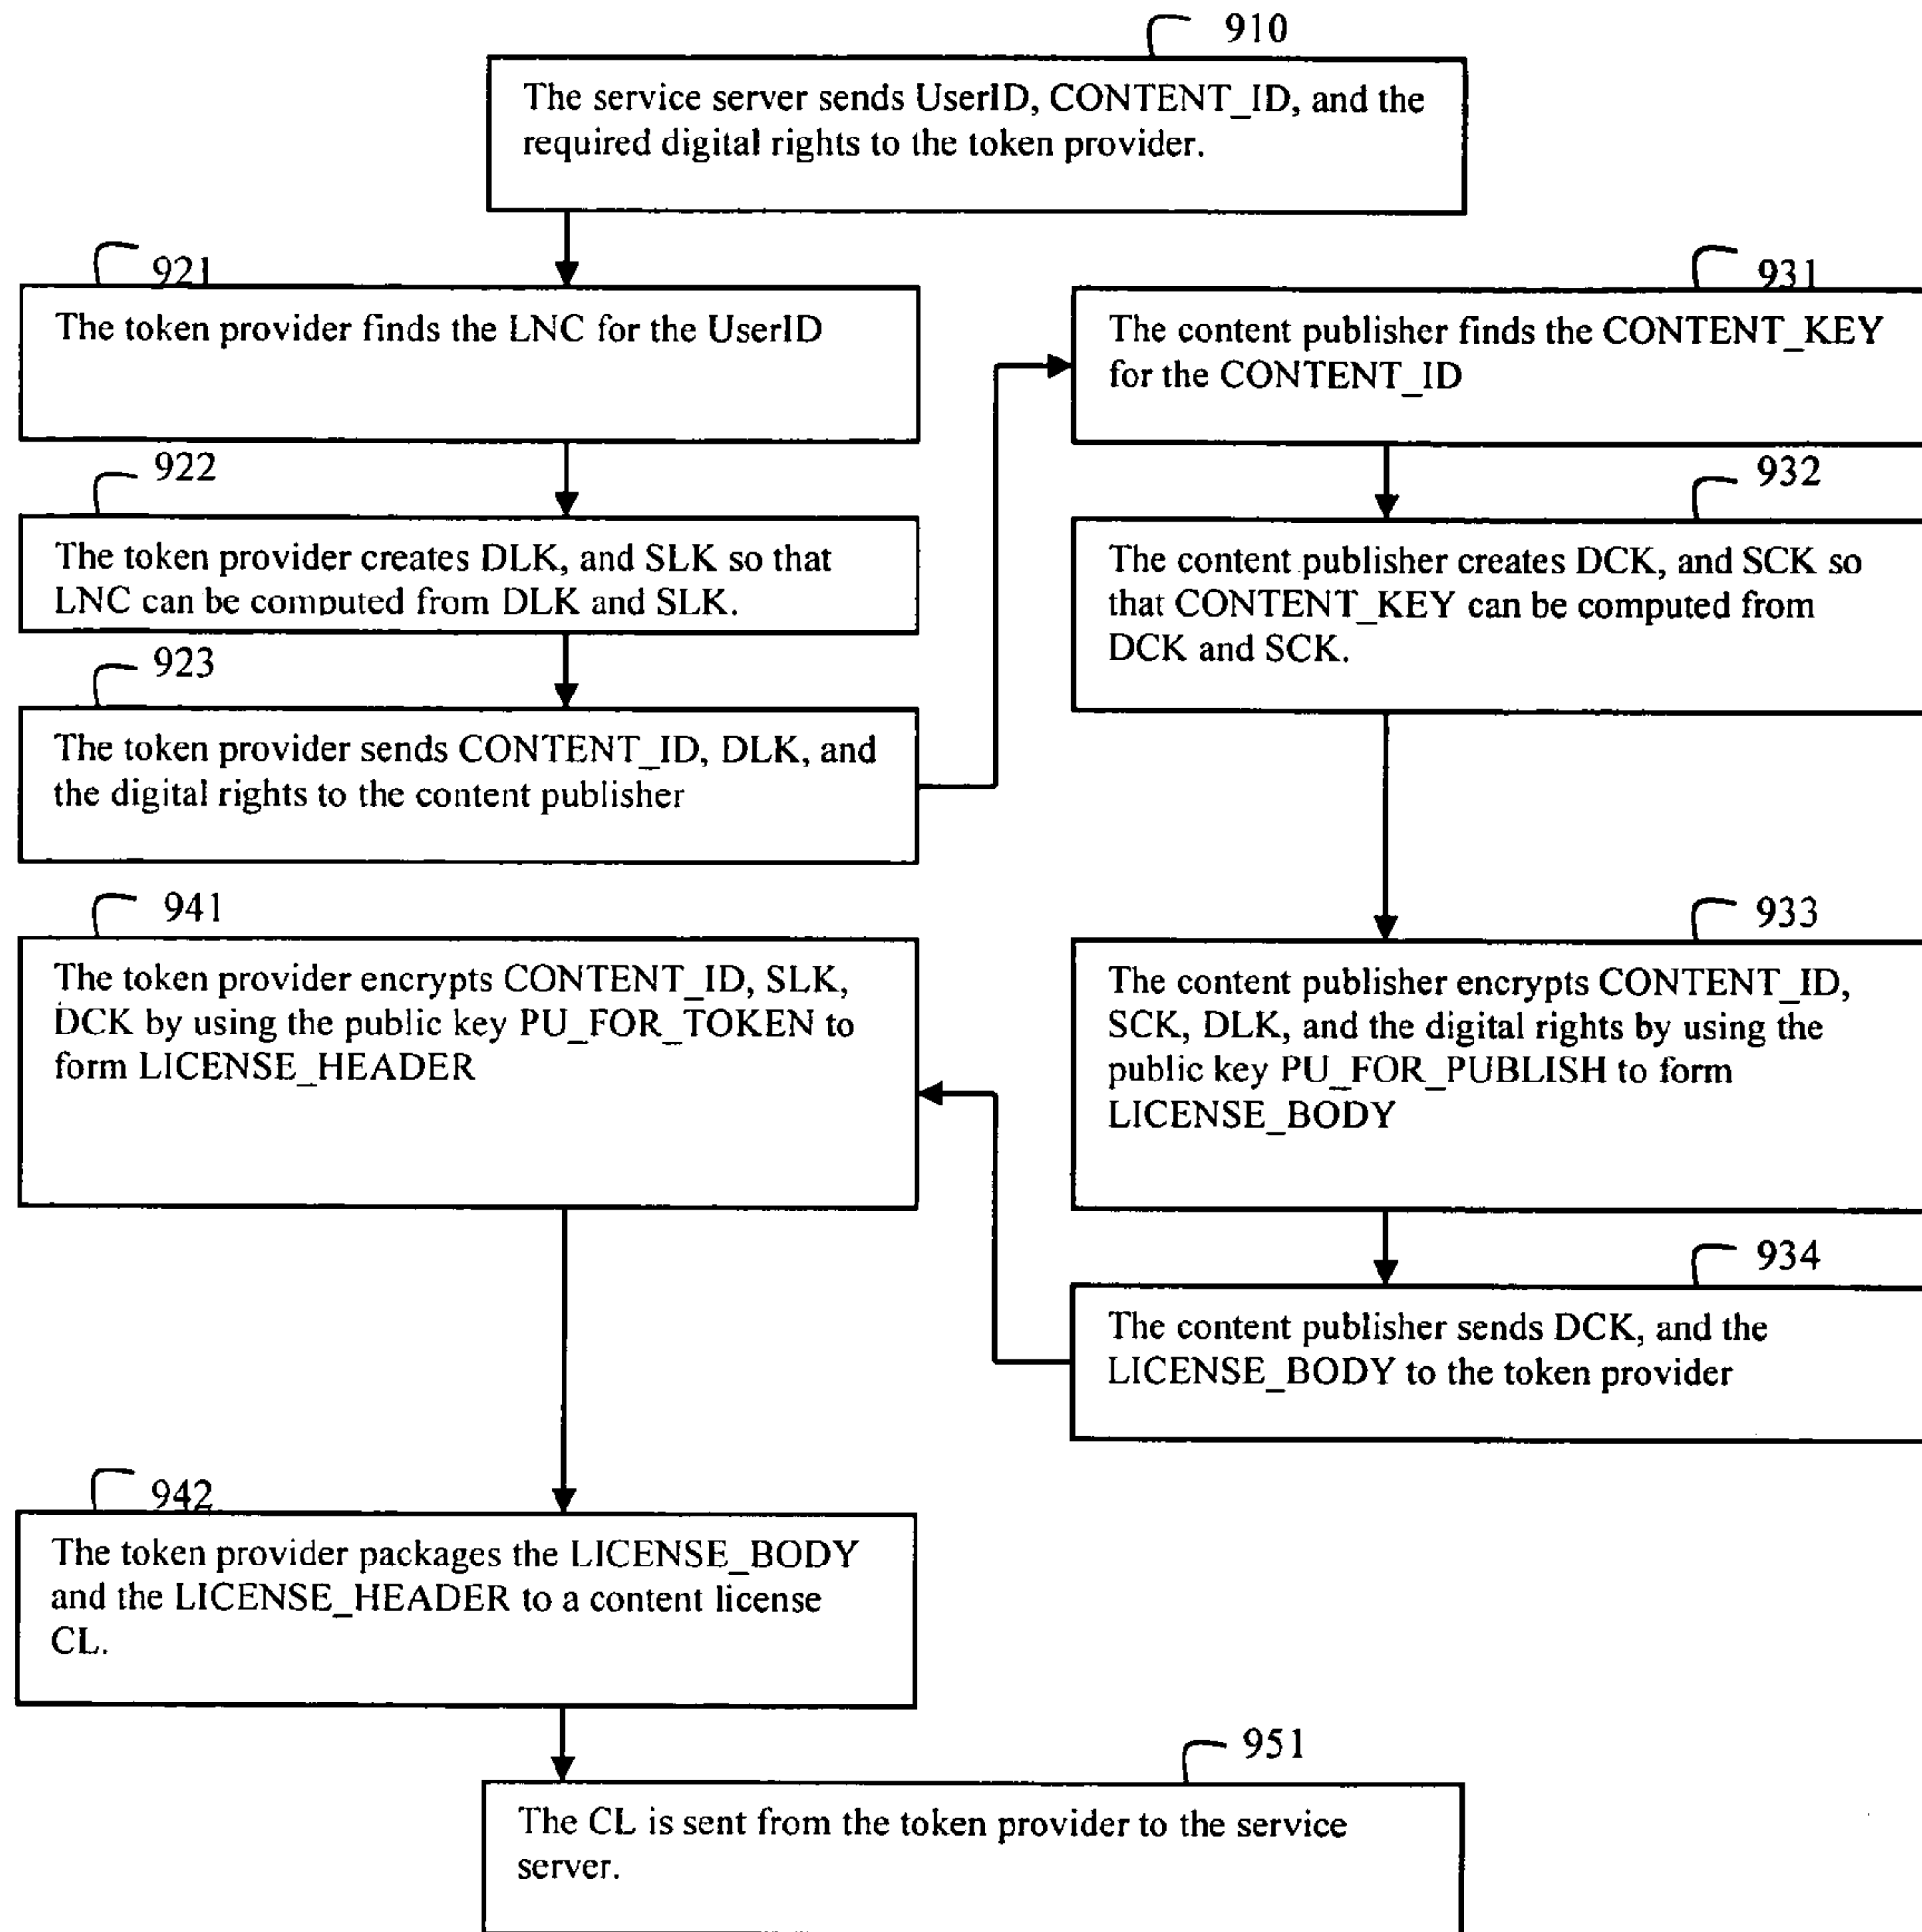 910
The service server sends UserID, CONTENT_ID, and the
required digital rights to the token provider.
921
The token provider finds the LNC for the UserID
922
The token provider creates DLK, and SLK so that
LNC can be computed from DLK and SLK.
923
The token provider sends CONTENT_ID, DLK, and
the digital rights to the content publisher
931
The content publisher finds the CONTENT_KEY
for the CONTENT_ID
932
The content publisher creates DCK, and SCK so
that CONTENT_KEY can be computed from
DCK and SCK.
933
The content publisher encrypts CONTENT_ID,
SCK, DLK, and the digital rights by using the
public key PU_FOR_PUBLISH to form
LICENSE_BODY
934
The content publisher sends DCK, and the
LICENSE_BODY to the token provider
941
The token provider encrypts CONTENT_ID, SLK,
DCK by using the public key PU_FOR_TOKEN to
form LICENSE_HEADER
942
The token provider packages the LICENSE_BODY
and the LICENSE_HEADER to a content license
CL.
951
The CL is sent from the token provider to the service
server.